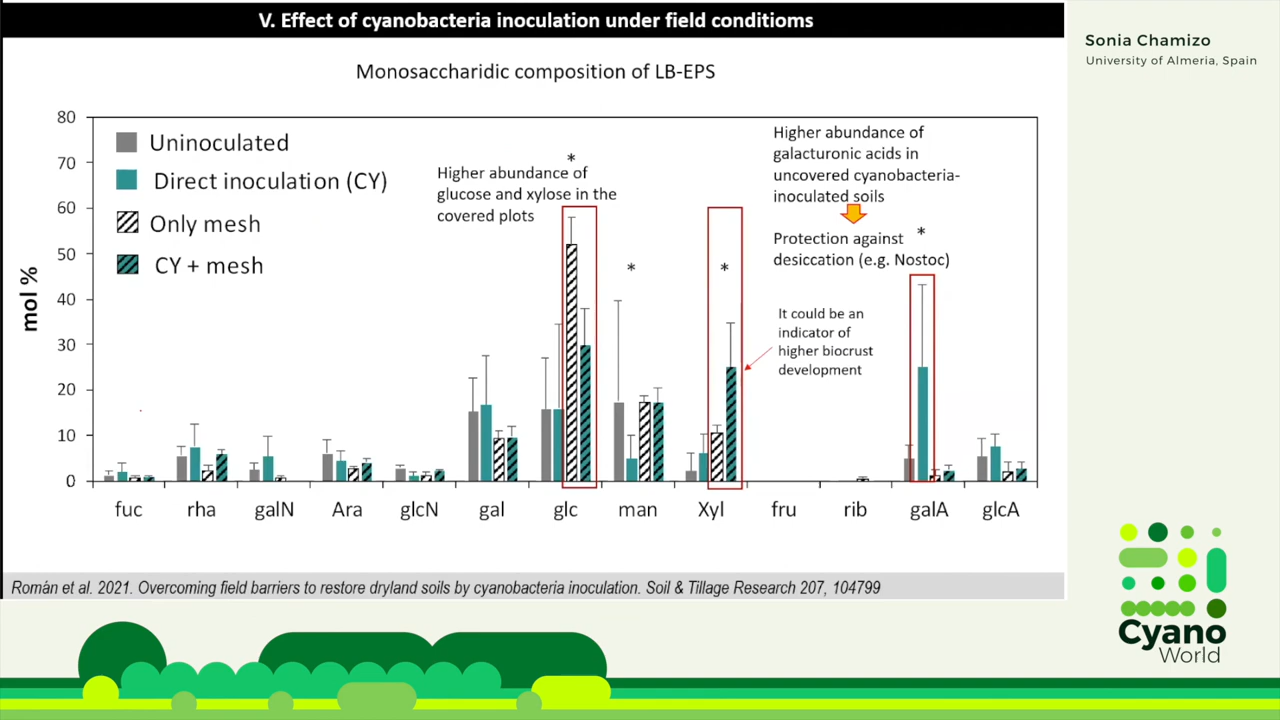 V. Effect of cyanobacteria inoculation under field conditioms
Sonia Chamizo
University of Almeria, Spain
Monosaccharidic composition of LB-EPS
mol %
80
70
60
50
40
30
20
10
0
Uninoculated
Direct inoculation (CY)
Only mesh
CY + mesh
*
Higher abundance of
glucose and xylose in the
covered plots
*
*
Higher abundance of
galacturonic acids in
uncovered cyanobacteria-
inoculated soils
*
Protection against
desiccation (e.g. Nostoc)
It could be an
indicator of
higher biocrust
development
fuc rha galN Ara glcN gal glc man Xyl fru rib galA glcA
Román et al. 2021. Overcoming field barriers to restore dryland soils by cyanobacteria inoculation. Soil & Tillage Research 207, 104799
Cyano
World